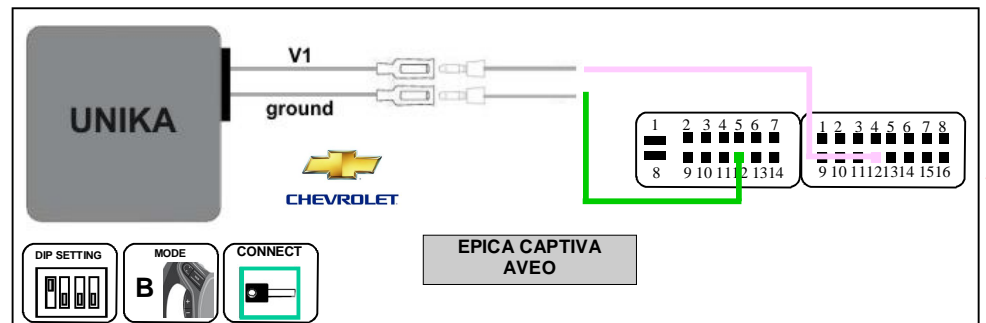 V1
UNIKA
ground
CHEVROLET
1 2 3 4 5 6 7
8 9 10 11 12 13 14
1 2 3 4 5 6 7 8
9 10 11 12 13 14 15 16
DIP SETTING
MODE
B
CONNECT
EPICA CAPTIVA
AVEO